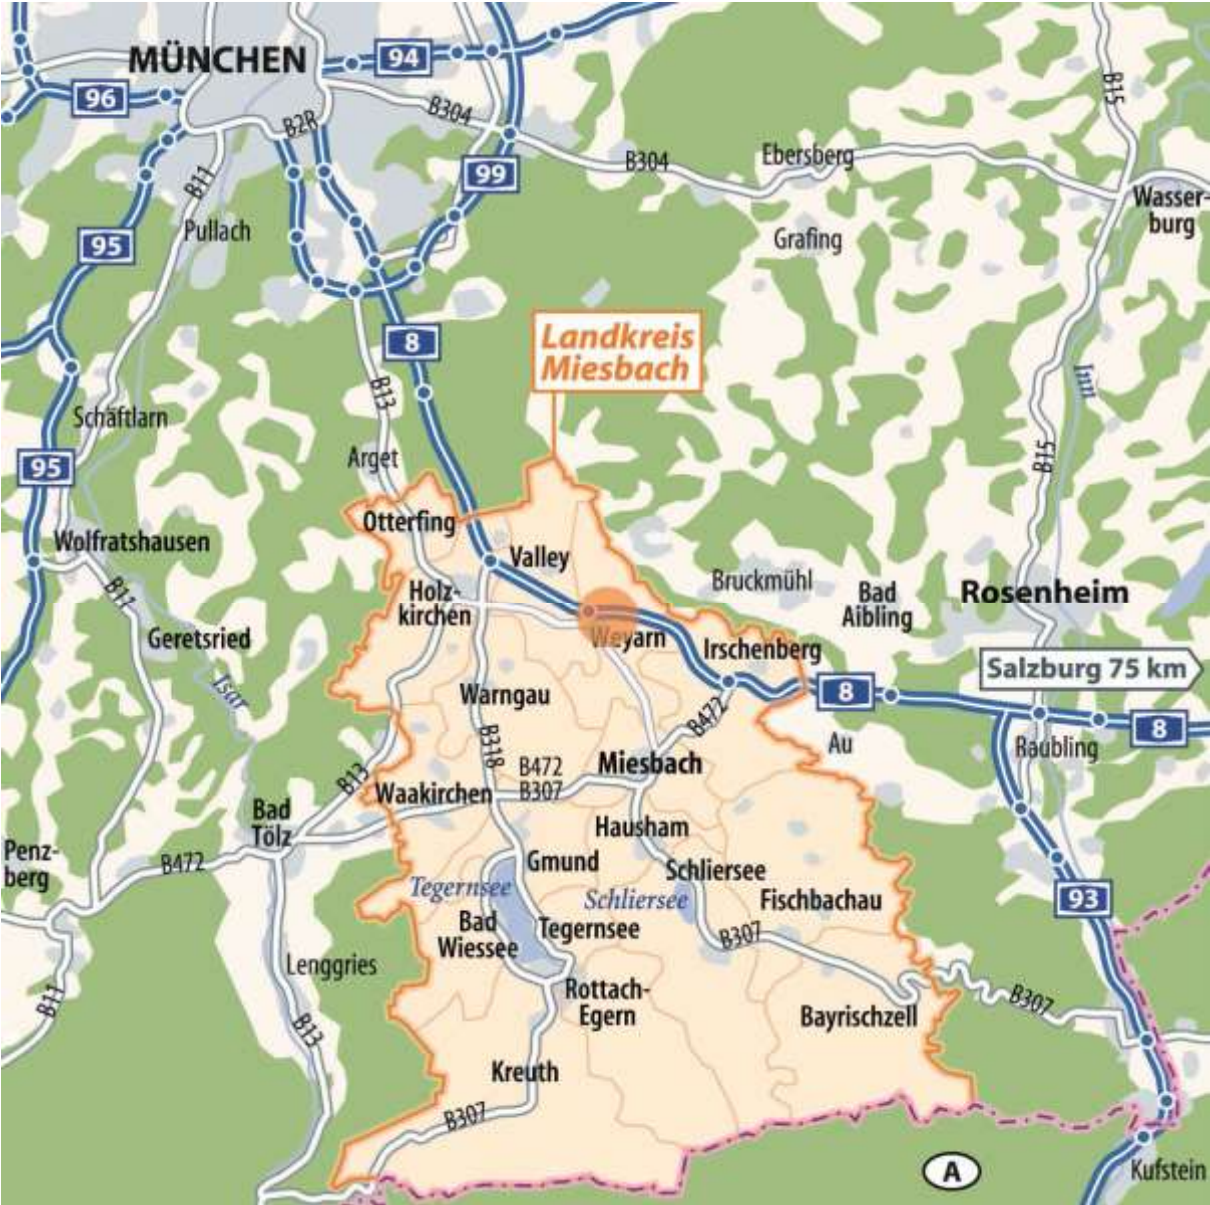 MÜNCHEN
94
96
B2R
B304
B15
B11
99
B304
Ebersberg
Wasser-
burg
Pullach
95
Grafing
8
Landkreis
Miesbach
B13
Inn
Schäftlarn
Arget
95
B15
Otterfing
Wolfratshausen
Valley
B11
Holz-
kirchen
Bruckmühl
Bad
Aibling
Rosenheim
Geretsried
Weyarn
Irschenberg
Salzburg 75 km
Isar
Warngau
8
B472
8
B318
Au
Raubling
B13
B472
B307
Miesbach
Waakirchen
Bad
Tölz
Hausham
Penz-
berg
B472
Gmund
Schliersee
Tegernsee
Schliersee
Fischbachau
93
Bad
Wiessee
Tegernsee
B307
Lenggries
Rottach-
Egern
B11
B13
B307
Bayrischzell
Kreuth
B307
A
Kufstein